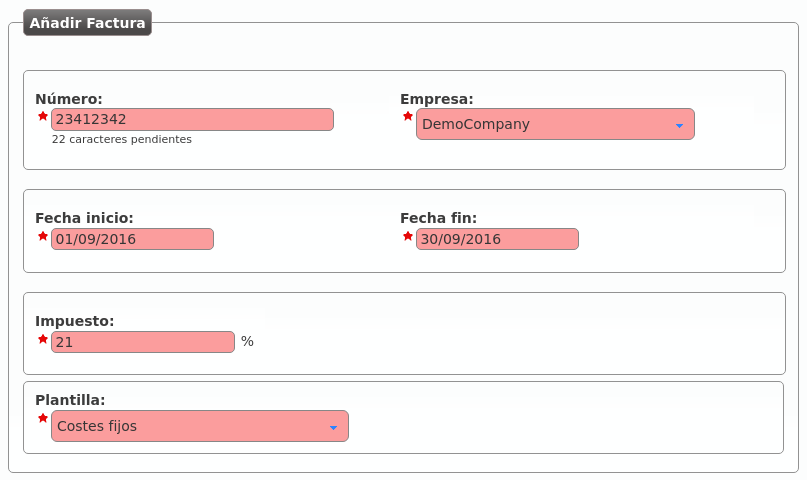 Añadir Factura
Número: Empresa:
23412342 DemoCompany
22 caracteres pendientes
Fecha inicio: Fecha fin:
01/09/2016 30/09/2016
Impuesto:
21 %
Plantilla:
Costes fijos